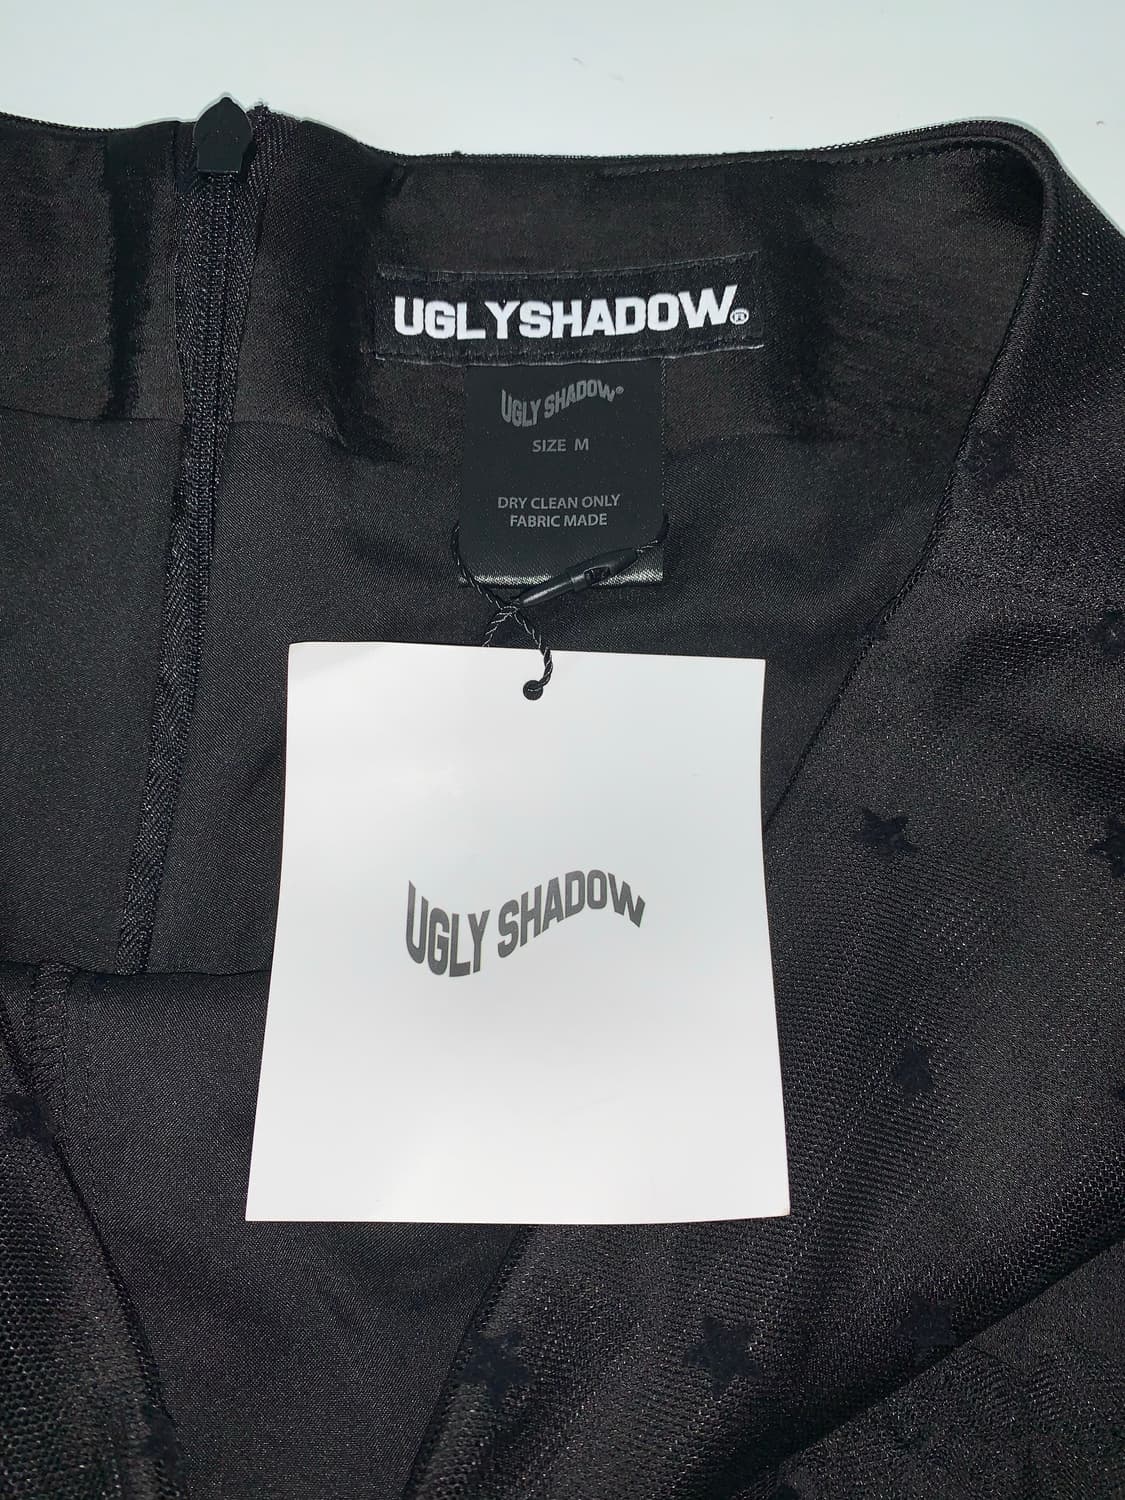 UGLYSHADOW®
UGLY SHADOW®
SIZE M
DRY CLEAN ONLY
FABRIC MADE
UGLY SHADOW